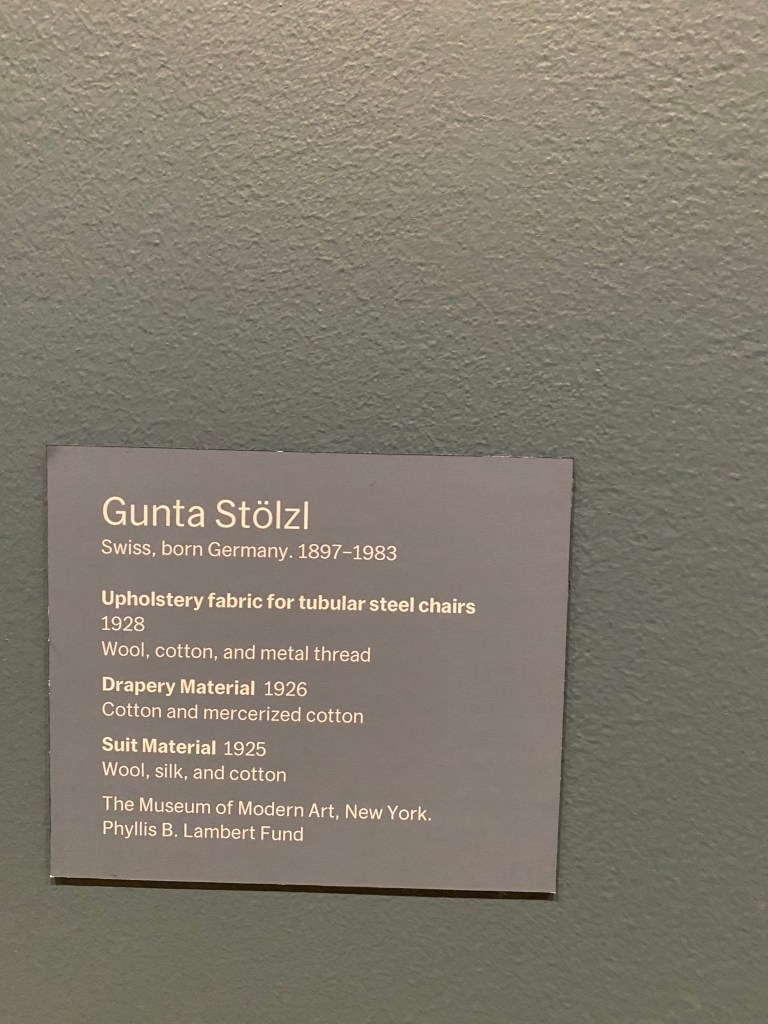 Gunta Stölzl
Swiss, born Germany. 1897–1983
Upholstery fabric for tubular steel chairs
1928
Wool, cotton, and metal thread
Drapery Material 1926
Cotton and mercerized cotton
Suit Material 1925
Wool, silk, and cotton
The Museum of Modern Art, New York.
Phyllis B. Lambert Fund